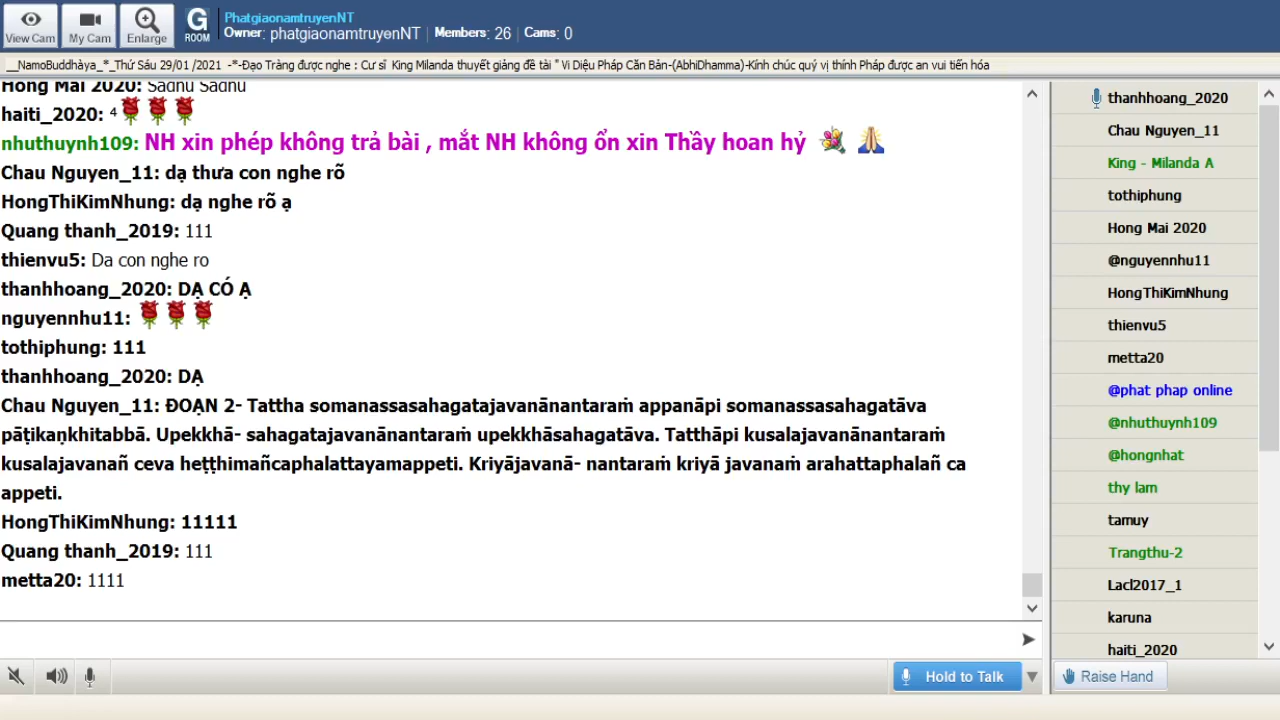 View Cam
My Cam
Enlarge
G
ROOM
PhatgiaonamtruyenNT
Owner: phatgiaonamtruyenNT | Members: 26 | Cams: 0
__NamoBuddhàya_*_Thứ Sáu 29/01 /2021 -*-Đạo Tràng được nghe : Cư sĩ King Milanda thuyết giảng đề tài " Vi Diệu Pháp Căn Bản-(AbhiDhamma)-Kính chúc quý vị thính Pháp được an vui tiến hóa
Hong Mai 2020: Sadhu Sadhu
haiti_2020: 4
nhuthuynh109: NH xin phép không trả bài , mắt NH không ổn xin Thầy hoan hỷ
Chau Nguyen_11: dạ thưa con nghe rõ
HongThiKimNhung: dạ nghe rõ ạ
Quang thanh_2019: 111
thienvu5: Da con nghe ro
thanhhoang_2020: DẠ CÓ Ạ
nguyennhu11:
tothiphung: 111
thanhhoang_2020: DẠ
Chau Nguyen_11: ĐOẠN 2- Tattha somanassasahagatajavanānantaraṁ appanāpi somanassasahagatāva
pāṭikaṇkhitabbā. Upekkhā- sahagatajavanānantaraṁ upekkhāsahagatāva. Tatthāpi kusalajavanānantaraṁ
kusalajavanañ ceva heṭṭhimañcaphalattayamappeti. Kriyājavanā- nantaraṁ kriyā javanaṁ arahattaphalañ ca
appeti.
HongThiKimNhung: 11111
Quang thanh_2019: 111
metta20: 1111
Hold to Talk
thanhhoang_2020
Chau Nguyen_11
King - Milanda A
tothiphung
Hong Mai 2020
@nguyennhu11
HongThiKimNhung
thienvu5
metta20
@phat phap online
@nhuthuynh109
@hongnhat
thy lam
tamuy
Trangthu-2
Lacl2017_1
karuna
haiti_2020
Raise Hand